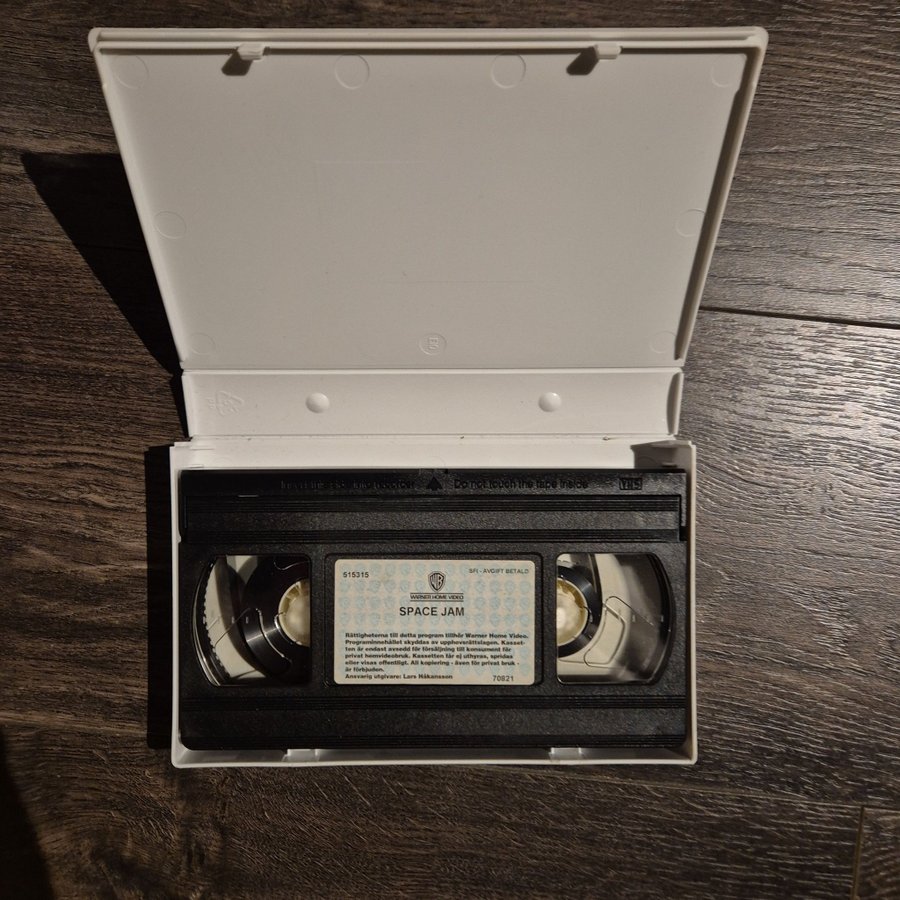 Do not touch the tape inside
VHS
515315
SFI - AVGIFT BETALD
WB
WARNER HOME VIDEO
SPACE JAM
Rättigheterna till detta program tillhör Warner Home Video.
Programinnehållet skyddas av upphovsrättslagen. Kasset-
ten är endast avsedd för försäljning till konsument för
privat hemvideobruk. Kassetten får ej uthyras, spridas
eller visas offentligt. All kopiering - även för privat bruk -
är förbjuden.
Ansvarig utgivare: Lars Håkansson
70821